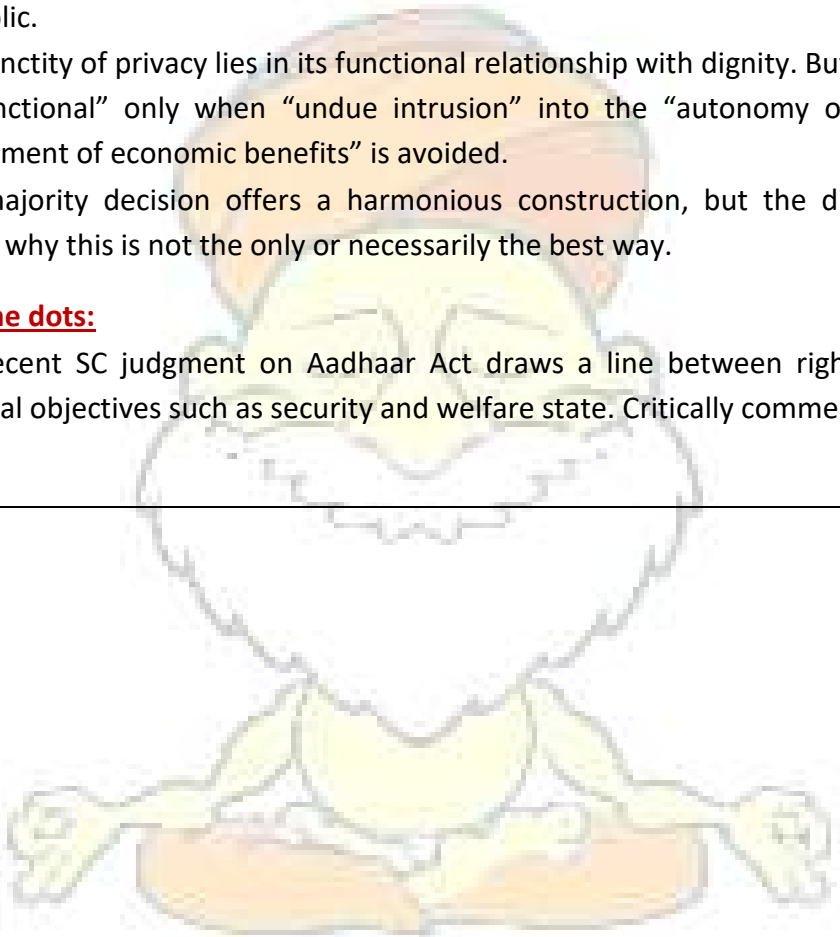 olic.
nctity of privacy lies in its functional relationship with dignity. Bu
nctional” only when “undue intrusion” into the “autonomy o
ment of economic benefits” is avoided.
ajority decision offers a harmonious construction, but the d
why this is not the only or necessarily the best way.
ne dots:
ecent SC judgment on Aadhaar Act draws a line between righ
al objectives such as security and welfare state. Critically comme